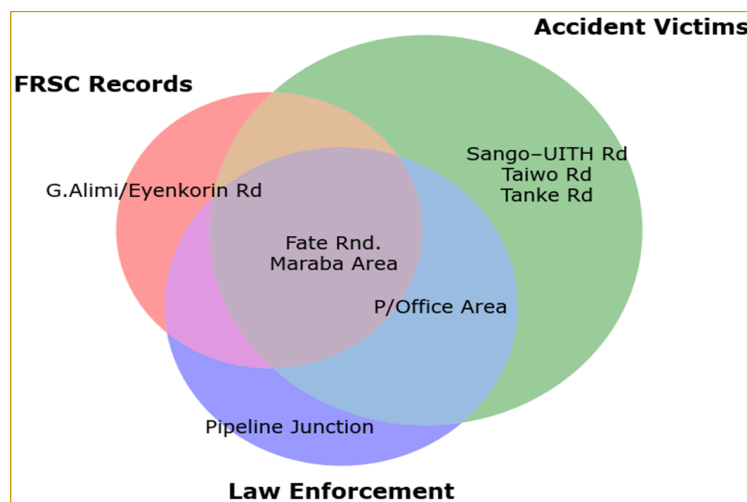 Accident Victims
FRSC Records
Sango–UITH Rd
Taiwo Rd
Tanke Rd
G.Alimi/Eyenkorin Rd
Fate Rnd.
Maraba Area
P/Office Area
Pipeline Junction
Law Enforcement